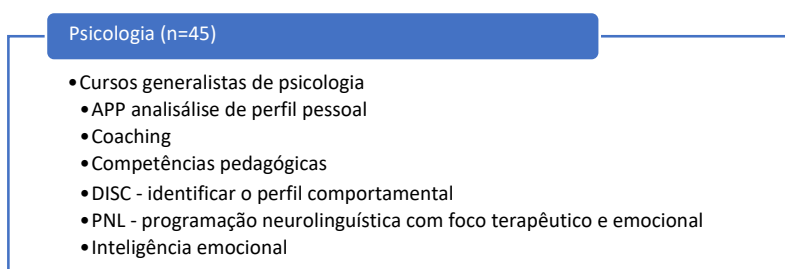 Psicologia (n=45)
•Cursos generalistas de psicologia
•APP analisálise de perfil pessoal
•Coaching
•Competências pedagógicas
•DISC - identificar o perfil comportamental
•PNL - programação neurolinguística com foco terapêutico e emocional
•Inteligência emocional